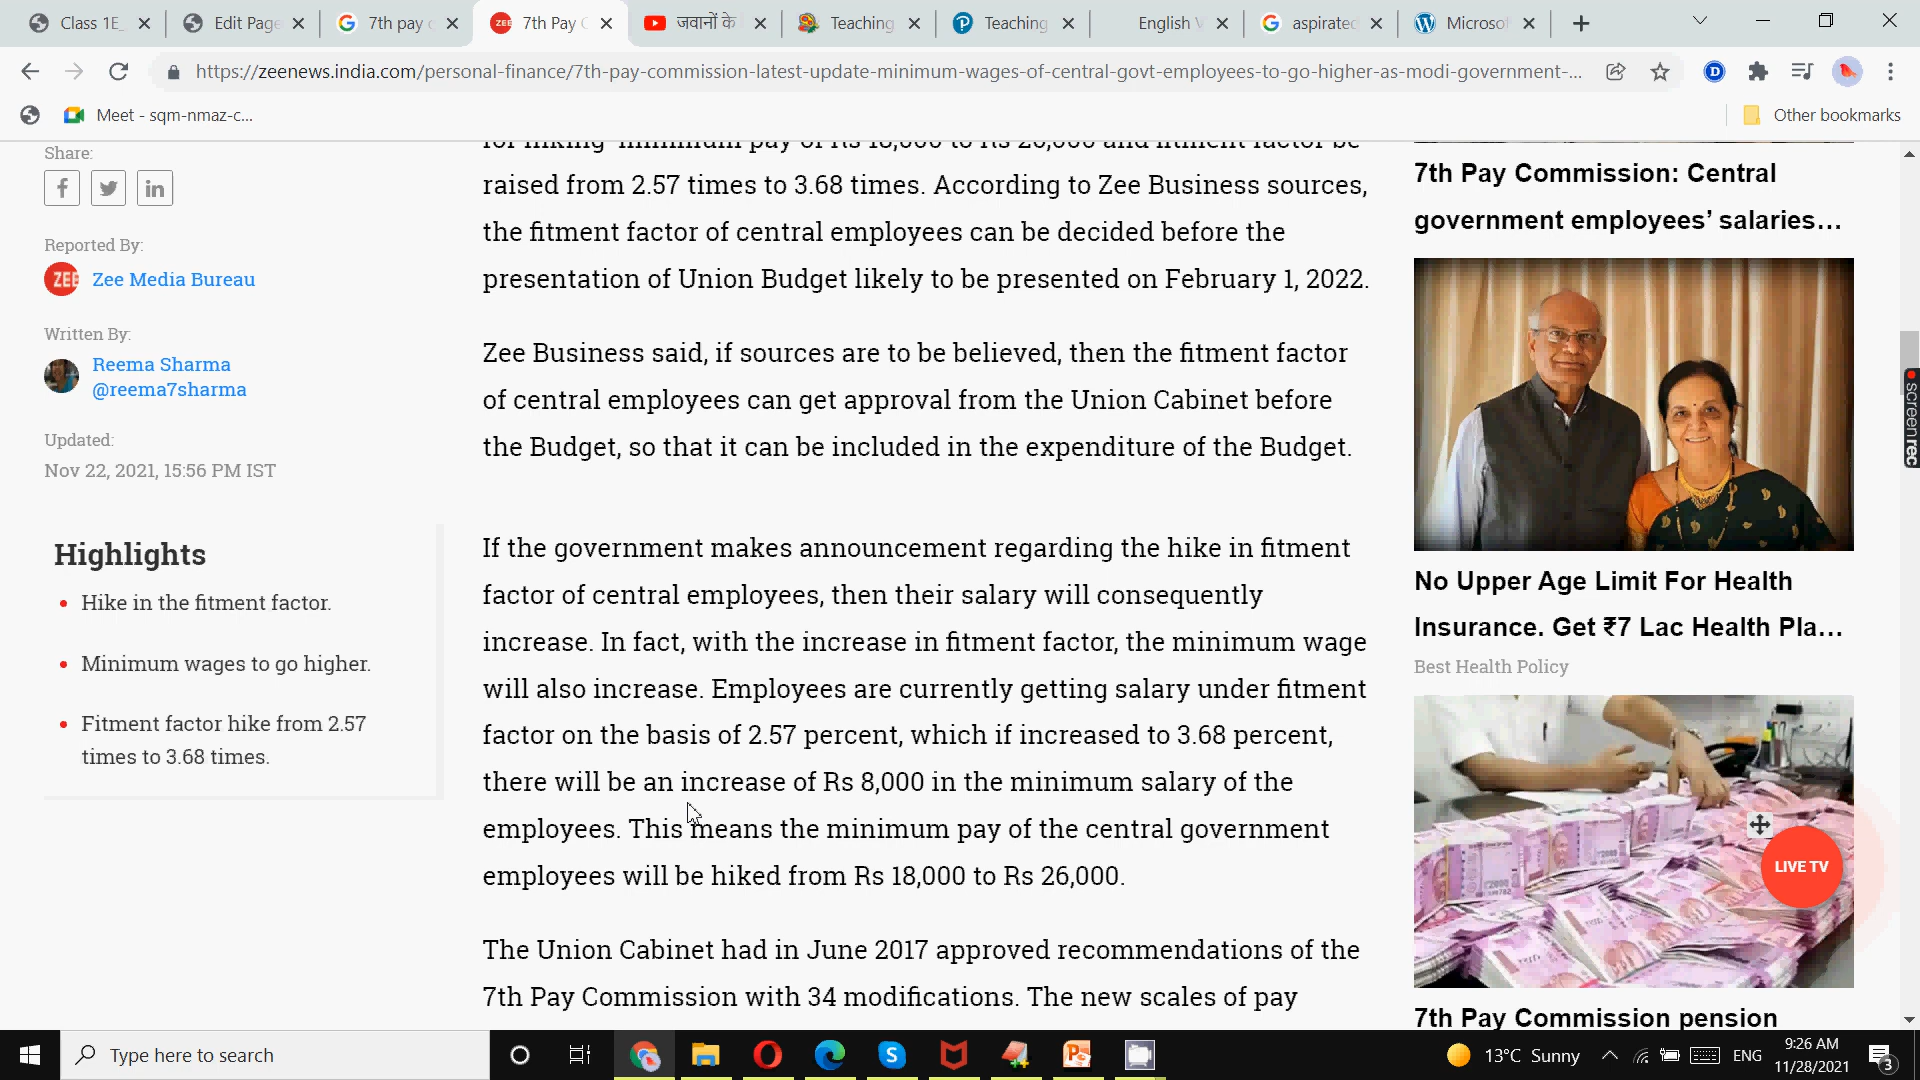 Class 1E_
Edit Page
7th pay c
7th Pay C
जवानों के
Teaching
Teaching
English V
aspirated
Microsof
https://zeenews.india.com/personal-finance/7th-pay-commission-latest-update-minimum-wages-of-central-govt-employees-to-go-higher-as-modi-government-...
Meet - sqm-nmaz-c...
Other bookmarks
Share:
Reported By:
ZEE
Zee Media Bureau
Written By:
Reema Sharma
@reema7sharma
Updated:
Nov 22, 2021, 15:56 PM IST
Highlights
Hike in the fitment factor.
Minimum wages to go higher.
Fitment factor hike from 2.57
times to 3.68 times.
raised from 2.57 times to 3.68 times. According to Zee Business sources,
the fitment factor of central employees can be decided before the
presentation of Union Budget likely to be presented on February 1, 2022.
Zee Business said, if sources are to be believed, then the fitment factor
of central employees can get approval from the Union Cabinet before
the Budget, so that it can be included in the expenditure of the Budget.
If the government makes announcement regarding the hike in fitment
factor of central employees, then their salary will consequently
increase. In fact, with the increase in fitment factor, the minimum wage
will also increase. Employees are currently getting salary under fitment
factor on the basis of 2.57 percent, which if increased to 3.68 percent,
there will be an increase of Rs 8,000 in the minimum salary of the
employees. This means the minimum pay of the central government
employees will be hiked from Rs 18,000 to Rs 26,000.
The Union Cabinet had in June 2017 approved recommendations of the
7th Pay Commission with 34 modifications. The new scales of pay
7th Pay Commission: Central
government employees’ salaries...
No Upper Age Limit For Health
Insurance. Get ₹7 Lac Health Pla...
Best Health Policy
LIVE TV
7th Pay Commission pension
screenrec
Type here to search
13°C Sunny
ENG
9:26 AM
11/28/2021
3